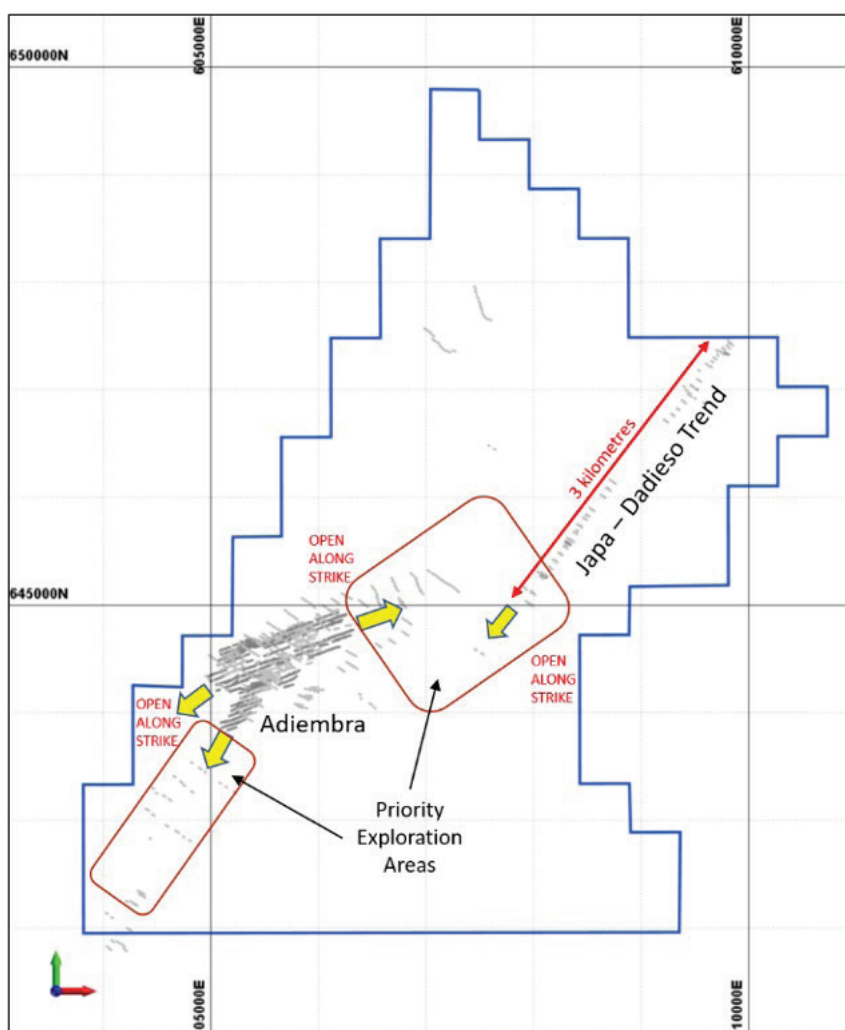 650000N
605000E
610000E
3 kilometres
Japa – Dadieso Trend
OPEN
ALONG
STRIKE
645000N
OPEN
ALONG
STRIKE
OPEN
ALONG
STRIKE
Adiembra
Priority
Exploration
Areas
05000E
10000E